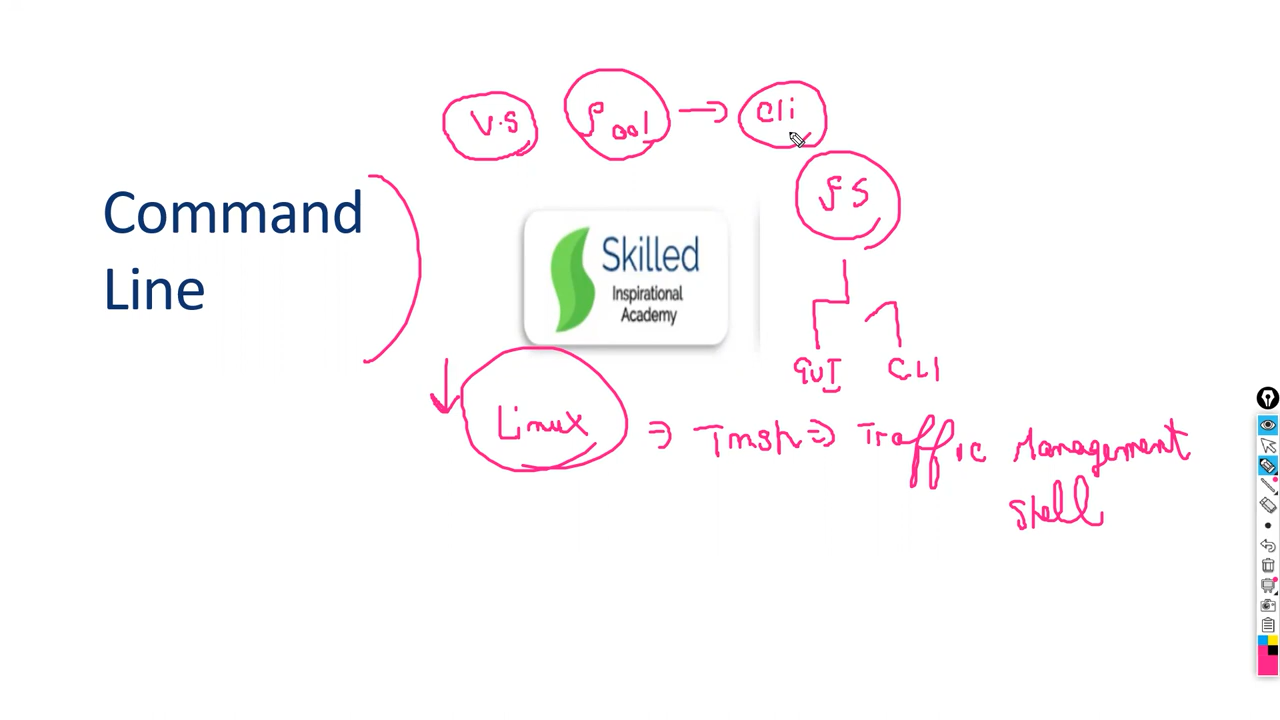 V.S Pool → Cli
Command
Line
F5
Skilled
Inspirational
Academy
GUI CLI
Linux ⇒ Tmsh ⇒ Traffic Management
Shell